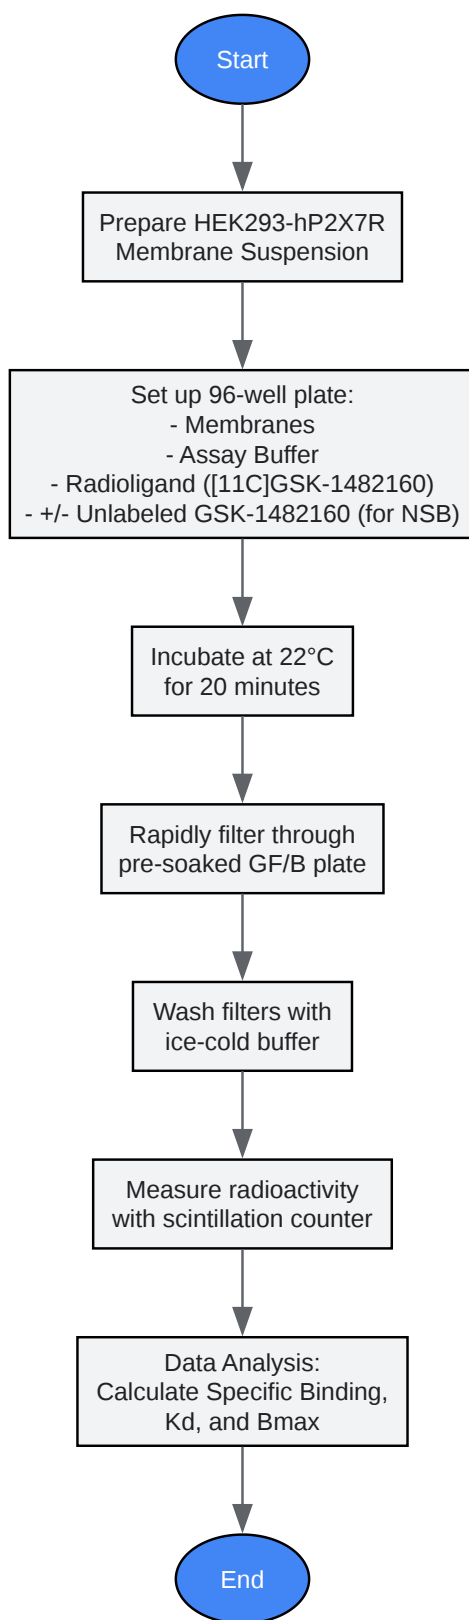 Start
Prepare HEK293-hP2X7R
Membrane Suspension
Set up 96-well plate:
- Membranes
- Assay Buffer
- Radioligand ([11C]GSK-1482160)
- +/- Unlabeled GSK-1482160 (for NSB)
Incubate at 22°C
for 20 minutes
Rapidly filter through
pre-soaked GF/B plate
Wash filters with
ice-cold buffer
Measure radioactivity
with scintillation counter
Data Analysis:
Calculate Specific Binding,
Kd, and Bmax
End